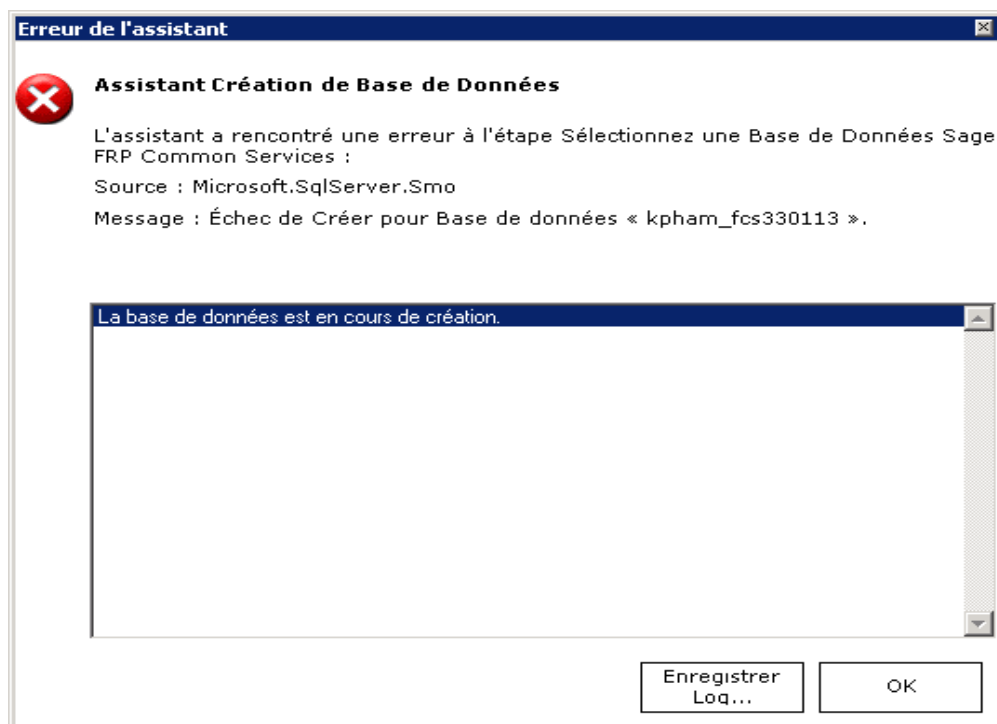 Erreur de l'assistant
Assistant Création de Base de Données
L'assistant a rencontré une erreur à l'étape Sélectionnez une Base de Données Sage
FRP Common Services :
Source : Microsoft.SqlServer.Smo
Message : Échec de Créer pour Base de données « kpham_fcs330113 ».
La base de données est en cours de création.
Enregistrer
Log...
OK